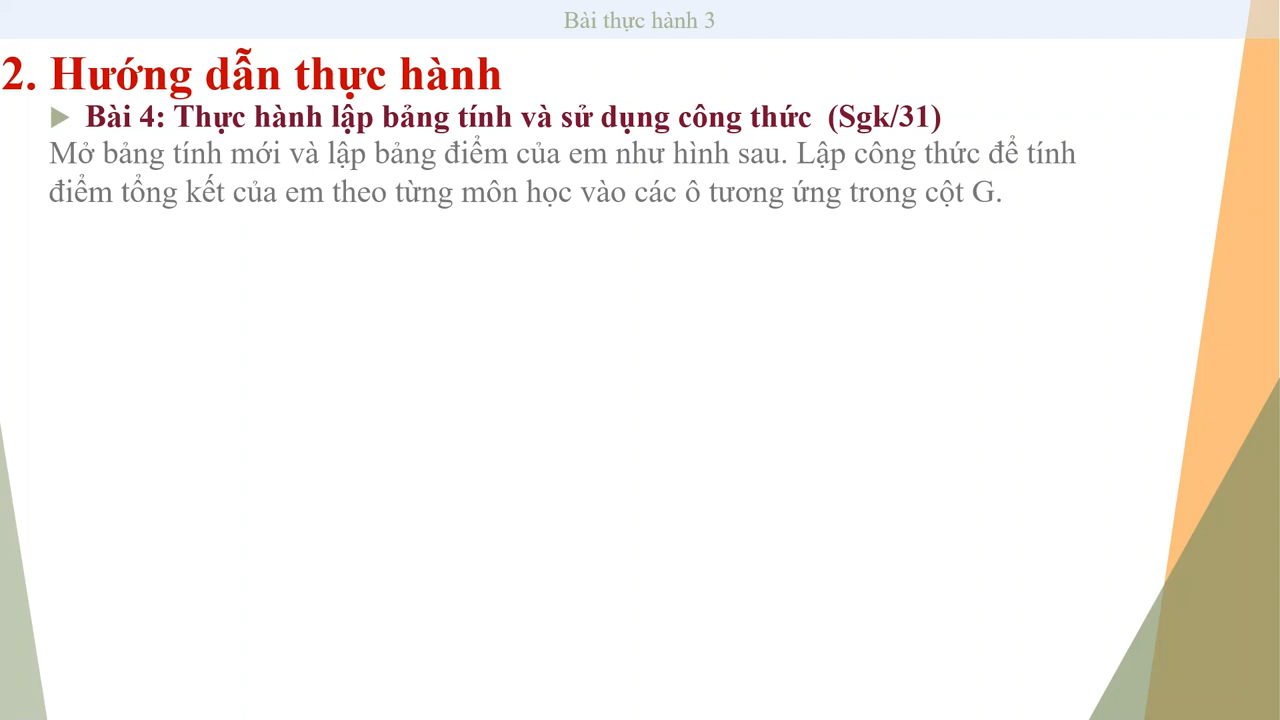 Bài thực hành 3
2. Hướng dẫn thực hành
Bài 4: Thực hành lập bảng tính và sử dụng công thức (Sgk/31)
Mở bảng tính mới và lập bảng điểm của em như hình sau. Lập công thức để tính
điểm tổng kết của em theo từng môn học vào các ô tương ứng trong cột G.